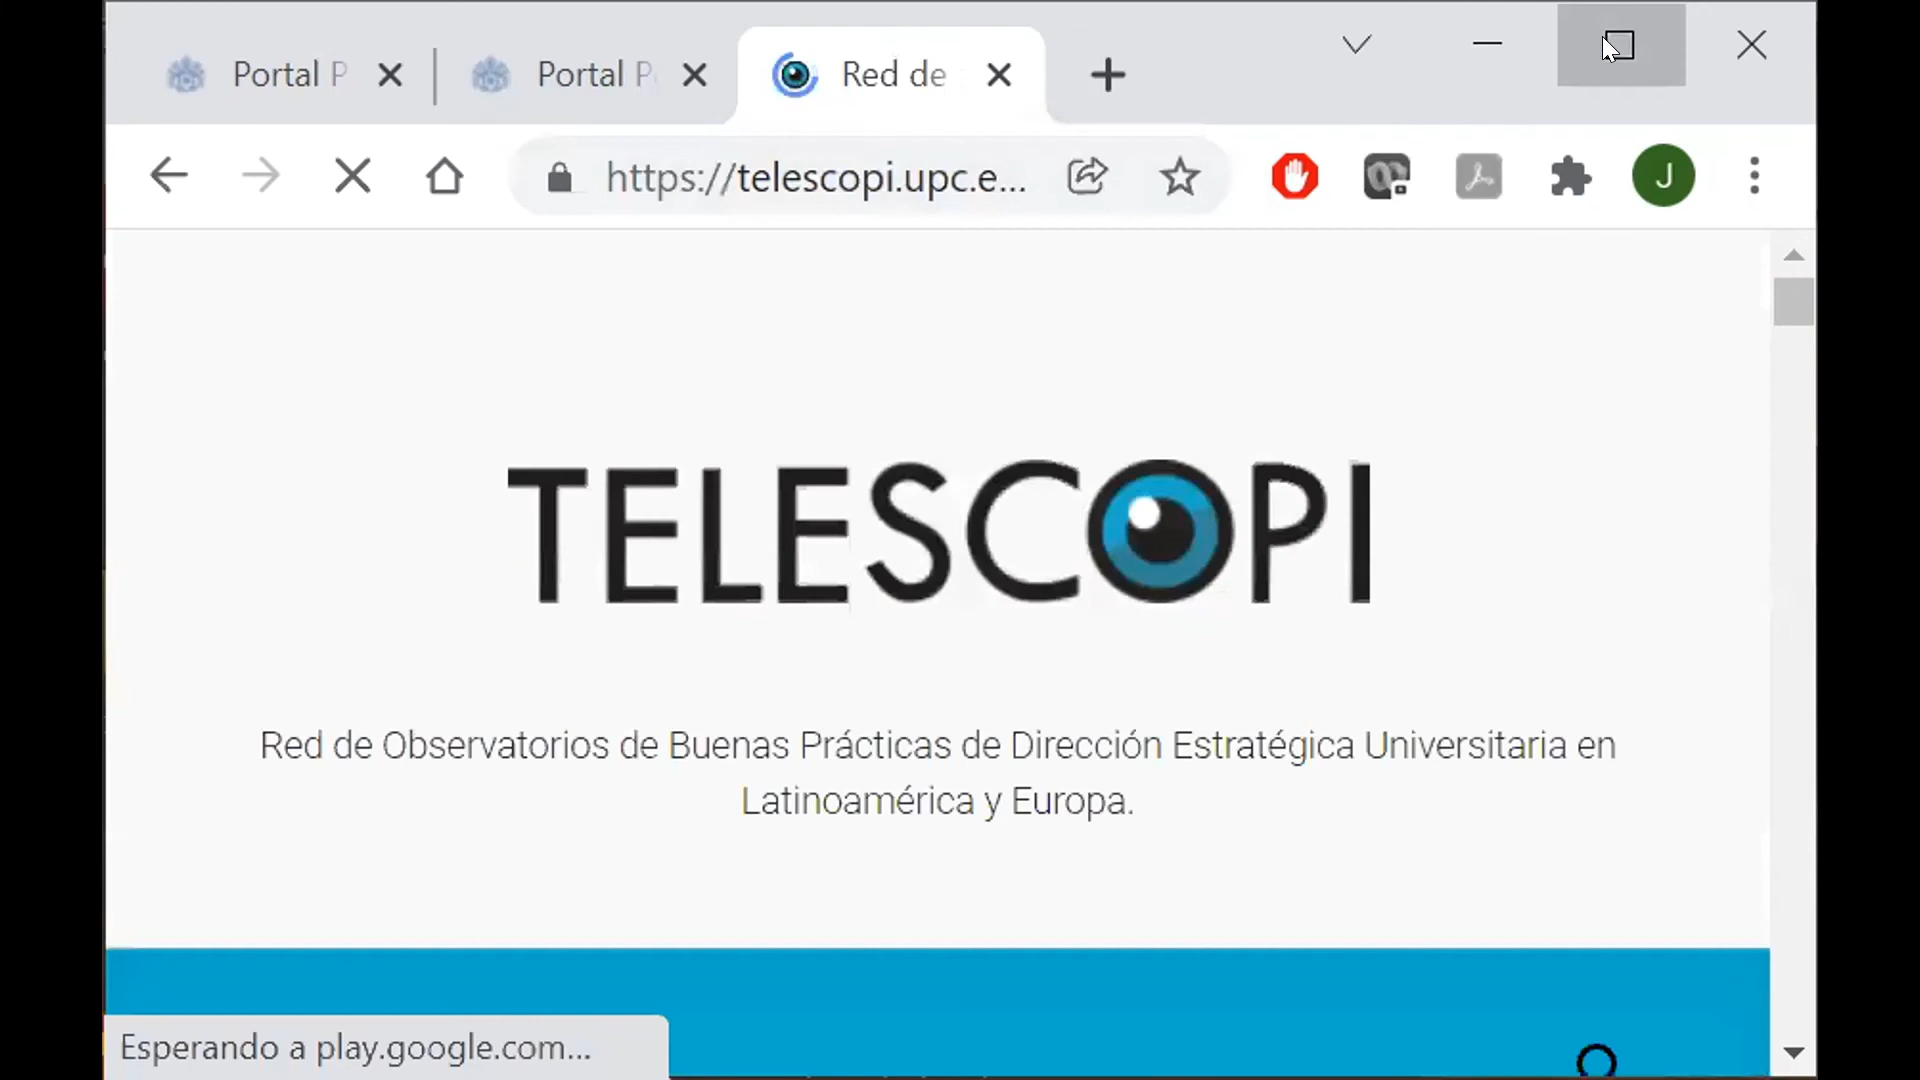 Portal P
Portal P
Red de
https://telescopi.upc.e...
J
TELESCOPI
Red de Observatorios de Buenas Prácticas de Dirección Estratégica Universitaria en
Latinoamérica y Europa.
Esperando a play.google.com...